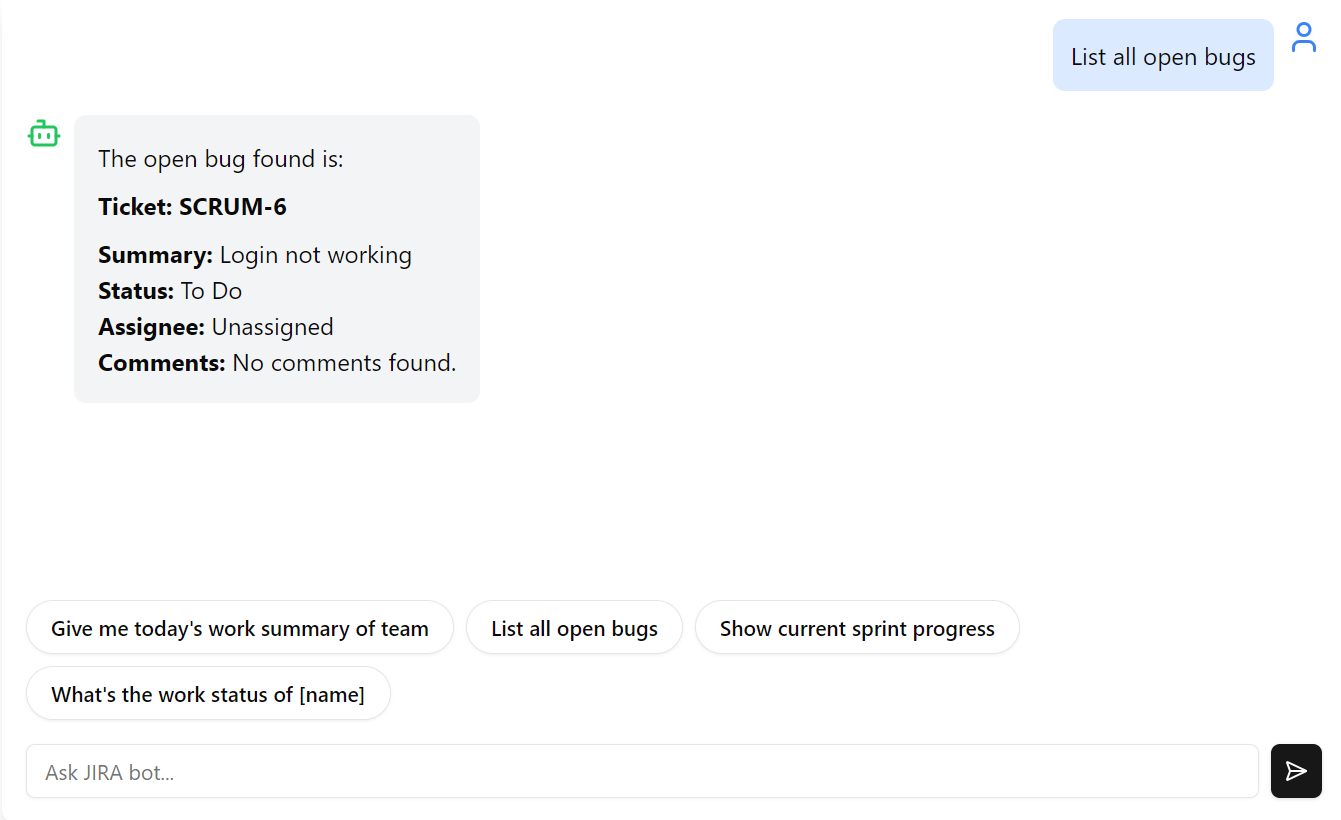 List all open bugs
The open bug found is:
Ticket: SCRUM-6
Summary: Login not working
Status: To Do
Assignee: Unassigned
Comments: No comments found.
Give me today's work summary of team
List all open bugs
Show current sprint progress
What's the work status of [name]
Ask JIRA bot...